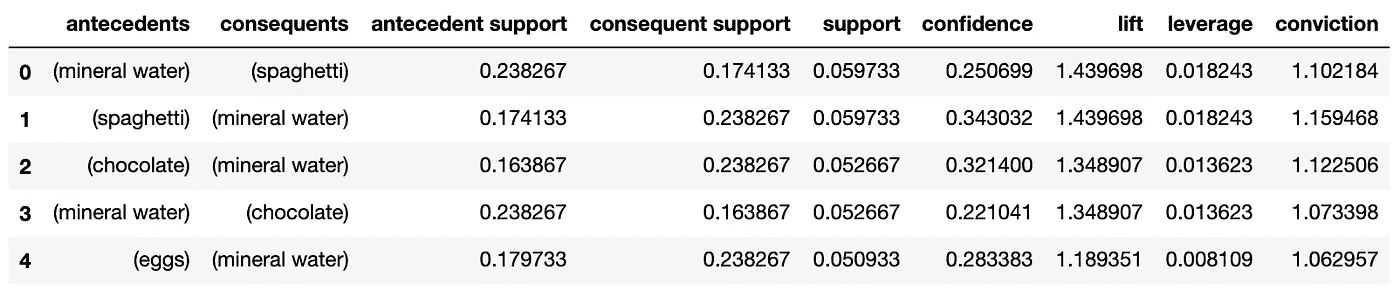 antecedents consequents antecedent support consequent support support confidence lift leverage conviction
0 (mineral water) (spaghetti) 0.238267 0.174133 0.059733 0.250699 1.439698 0.018243 1.102184
1 (spaghetti) (mineral water) 0.174133 0.238267 0.059733 0.343032 1.439698 0.018243 1.159468
2 (chocolate) (mineral water) 0.163867 0.238267 0.052667 0.321400 1.348907 0.013623 1.122506
3 (mineral water) (chocolate) 0.238267 0.163867 0.052667 0.221041 1.348907 0.013623 1.073398
4 (eggs) (mineral water) 0.179733 0.238267 0.050933 0.283383 1.189351 0.008109 1.062957